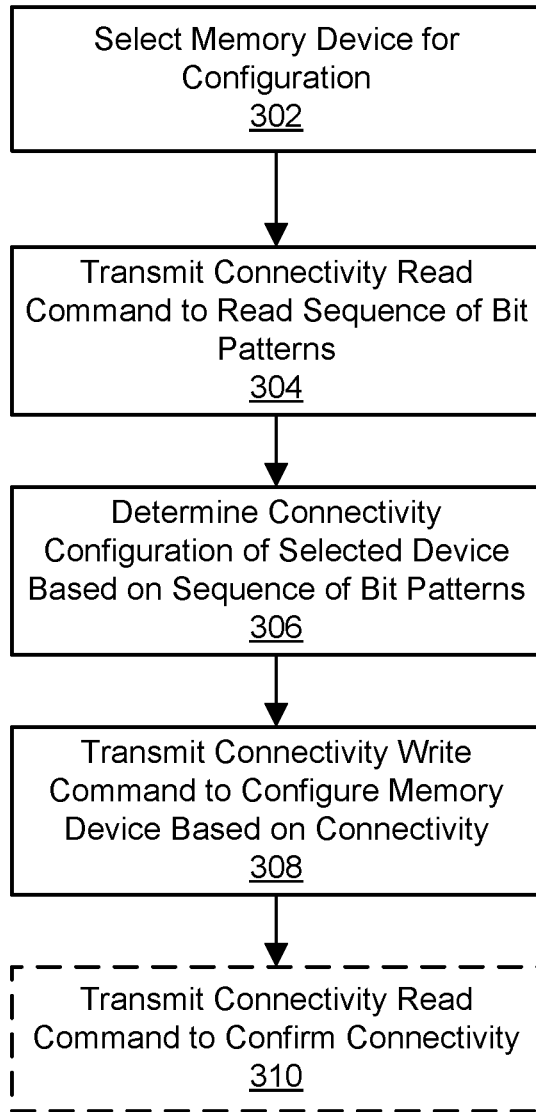 Select Memory Device for
Configuration
302
Transmit Connectivity Read
Command to Read Sequence of Bit
Patterns
304
Determine Connectivity
Configuration of Selected Device
Based on Sequence of Bit Patterns
306
Transmit Connectivity Write
Command to Configure Memory
Device Based on Connectivity
308
Transmit Connectivity Read
Command to Confirm Connectivity
310